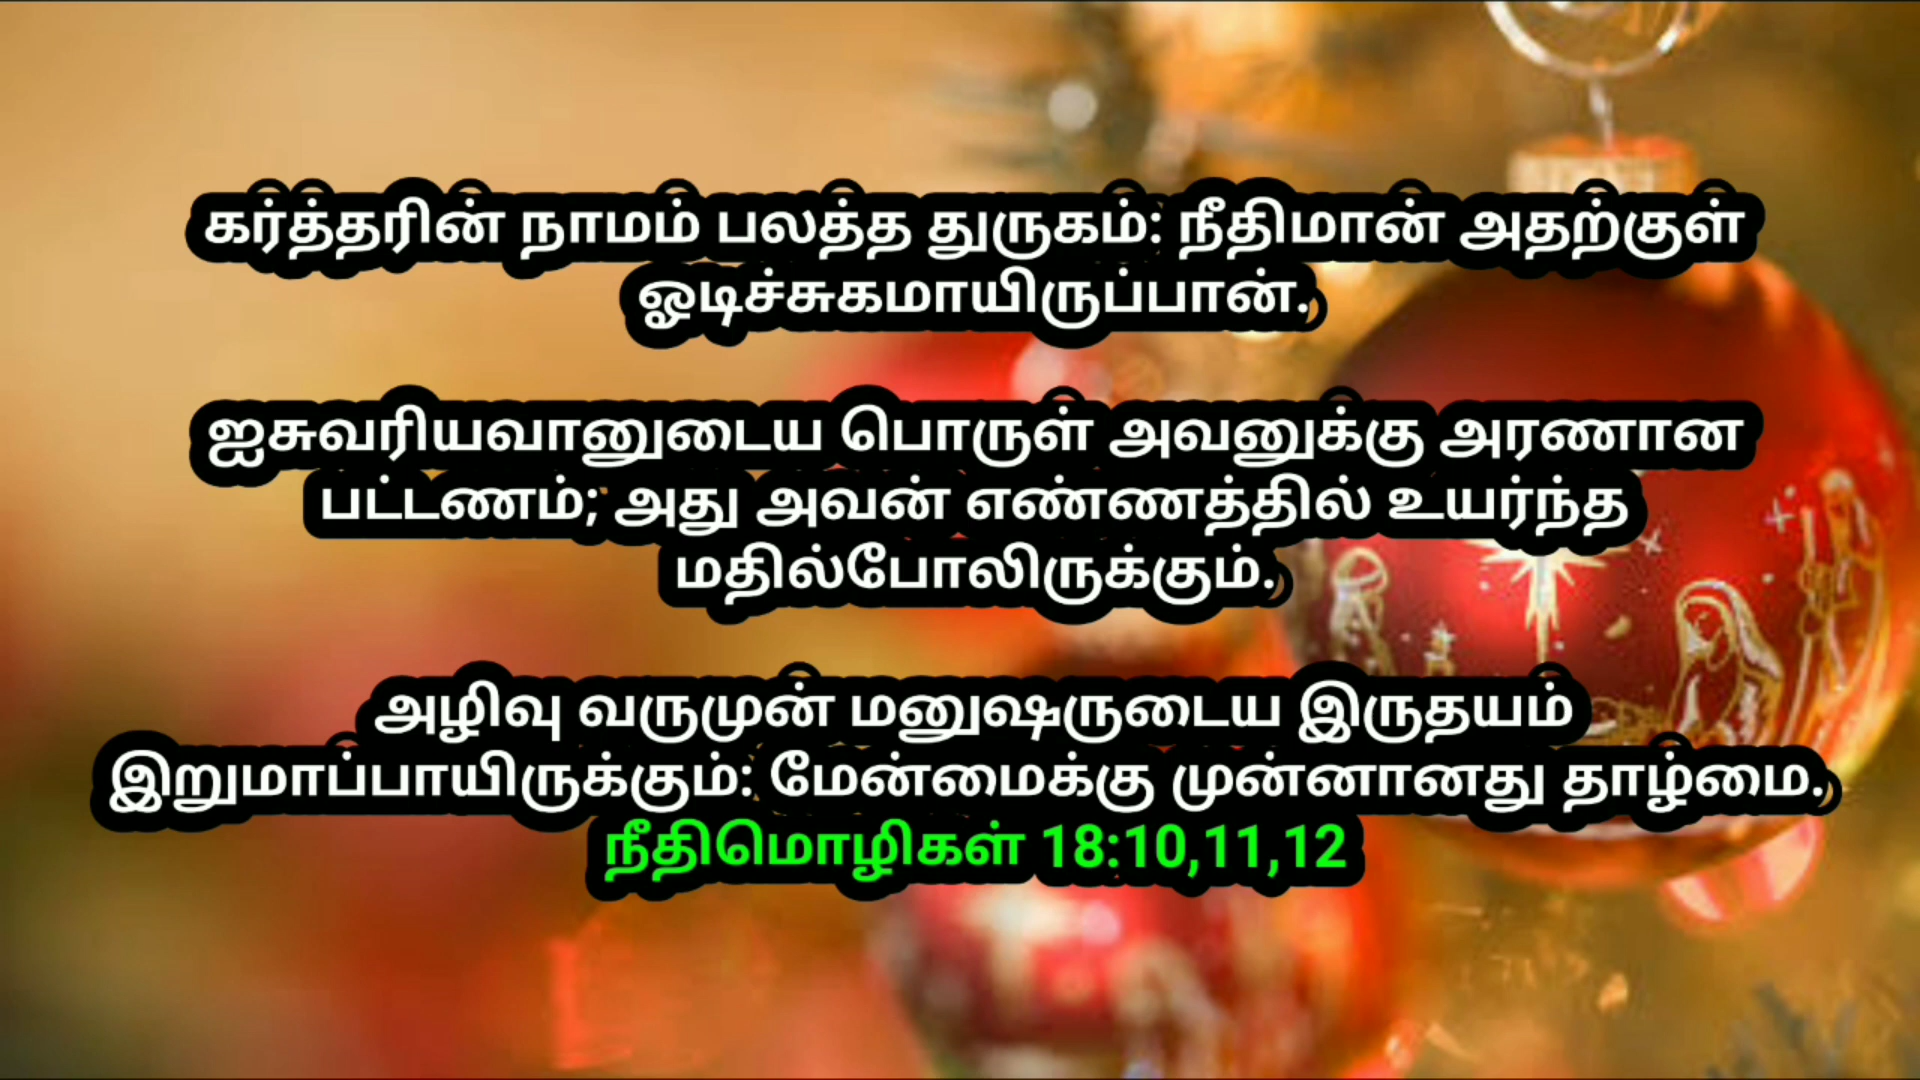 கர்த்தரின் நாமம் பலத்த துருகம்: நீதிமான் அதற்குள்
ஓடிச்சுகமாயிருப்பான்.
ஐசுவரியவானுடைய பொருள் அவனுக்கு அரணான
பட்டணம்; அது அவன் எண்ணத்தில் உயர்ந்த
மதில்போலிருக்கும்.
அழிவு வருமுன் மனுஷருடைய இருதயம்
இறுமாப்பாயிருக்கும்: மேன்மைக்கு முன்னானது தாழ்மை.
நீதிமொழிகள் 18:10,11,12